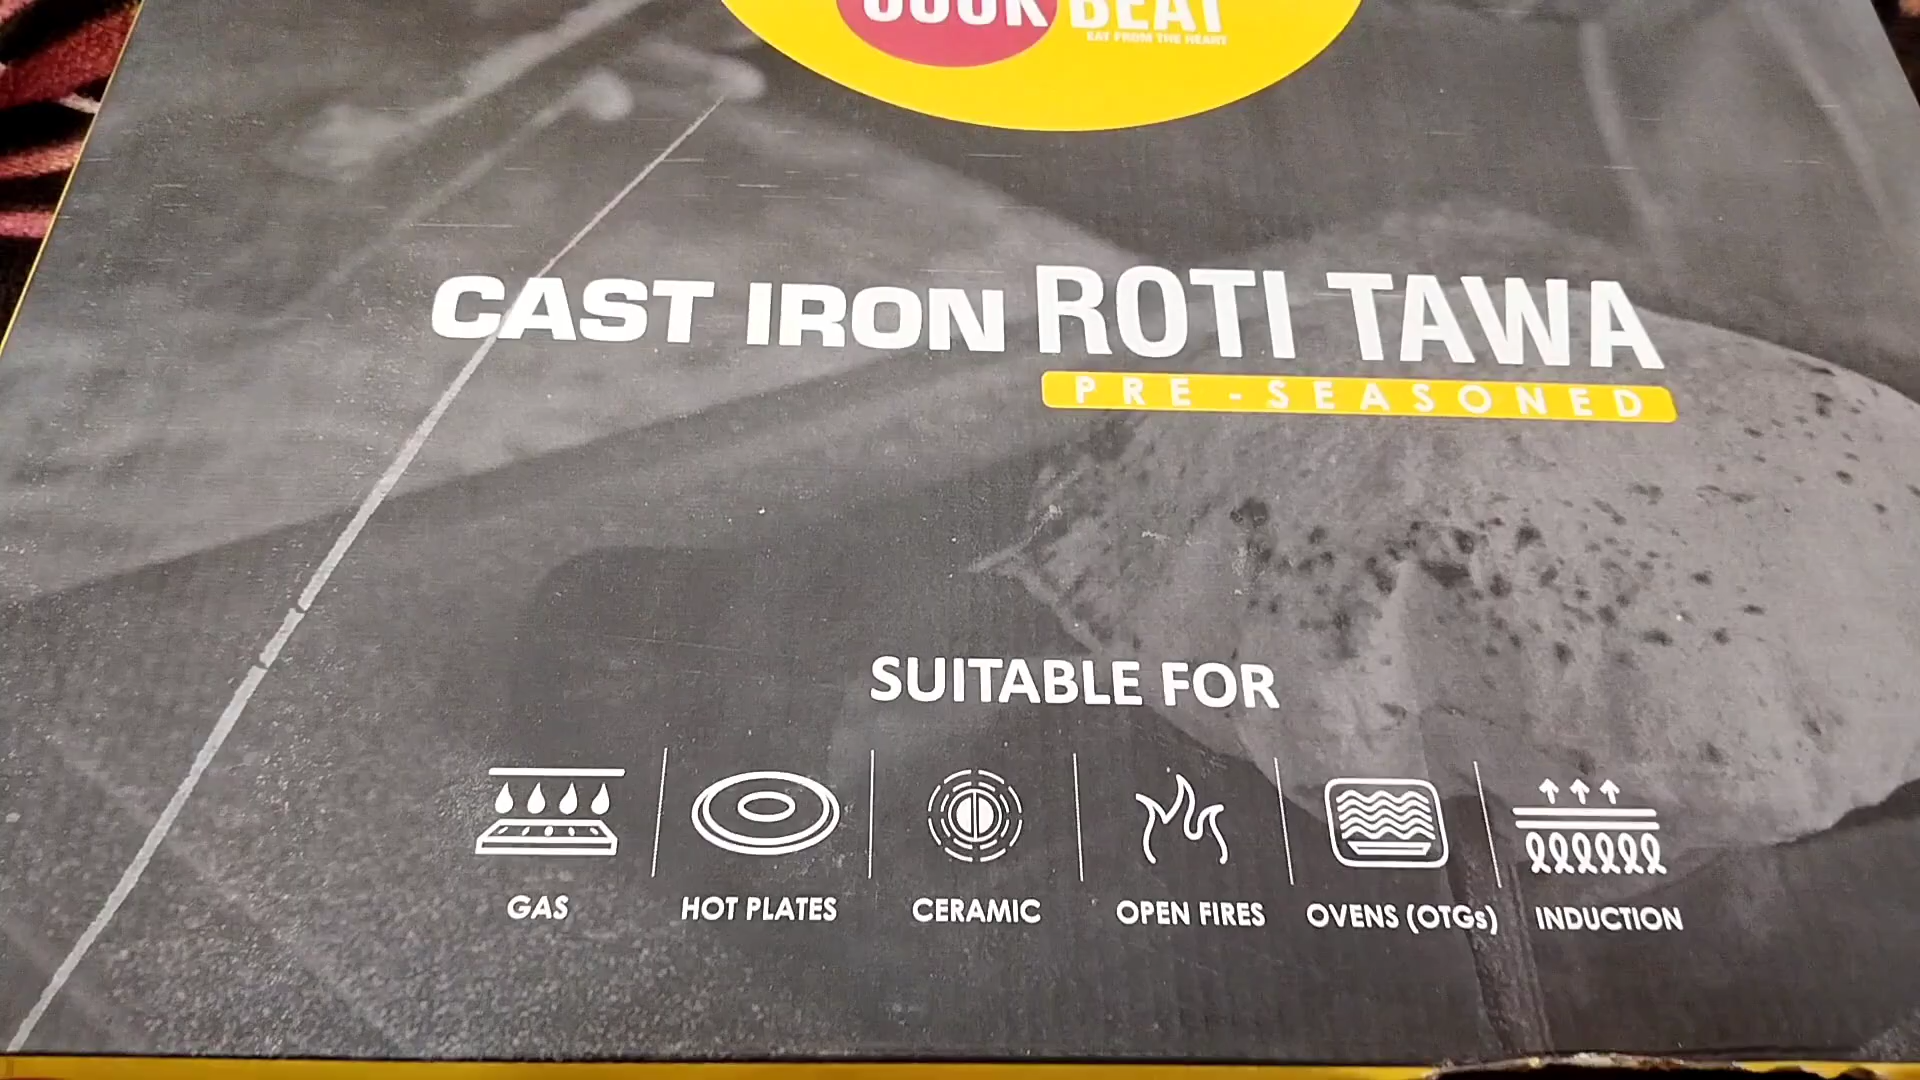 COOK BEAT
EAT FROM THE HEART
CAST IRON ROTI TAWA
PRE-SEASONED
SUITABLE FOR
GAS
HOT PLATES
CERAMIC
OPEN FIRES
OVENS (OTGs)
INDUCTION